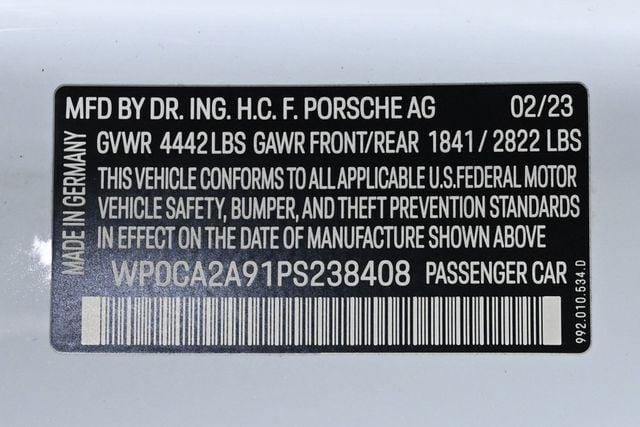 MFD BY DR. ING. H.C. F. PORSCHE AG 02/23
GVWR 4442 LBS GAWR FRONT/REAR 1841 / 2822 LBS
THIS VEHICLE CONFORMS TO ALL APPLICABLE U.S.FEDERAL MOTOR
VEHICLE SAFETY, BUMPER, AND THEFT PREVENTION STANDARDS
IN EFFECT ON THE DATE OF MANUFACTURE SHOWN ABOVE
WP0CA2A91PS238408 PASSENGER CAR
MADE IN GERMANY
992.010.534.D